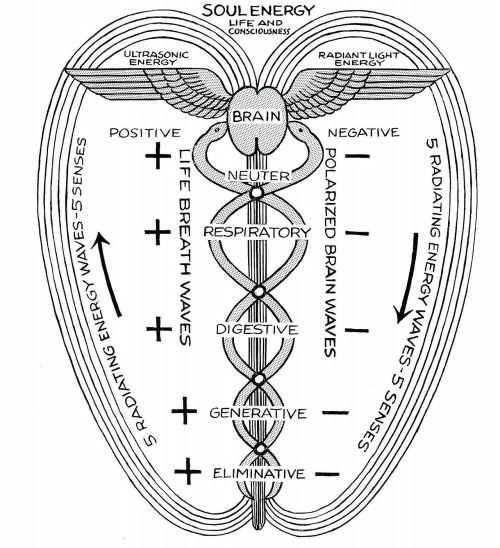 SOUL ENERGY
LIFE AND
CONSCIOUSNESS
ULTRASONIC
ENERGY
RADIANT LIGHT
ENERGY
BRAIN
POSITIVE
NEGATIVE
NEUTER
LIFE BREATH WAVES
POLARIZED BRAIN WAVES
5 RADIATING ENERGY WAVES-5 SENSES
5 RADIATING ENERGY WAVES-5 SENSES
+ RESPIRATORY −
+ DIGESTIVE −
+ GENERATIVE −
+ ELIMINATIVE −